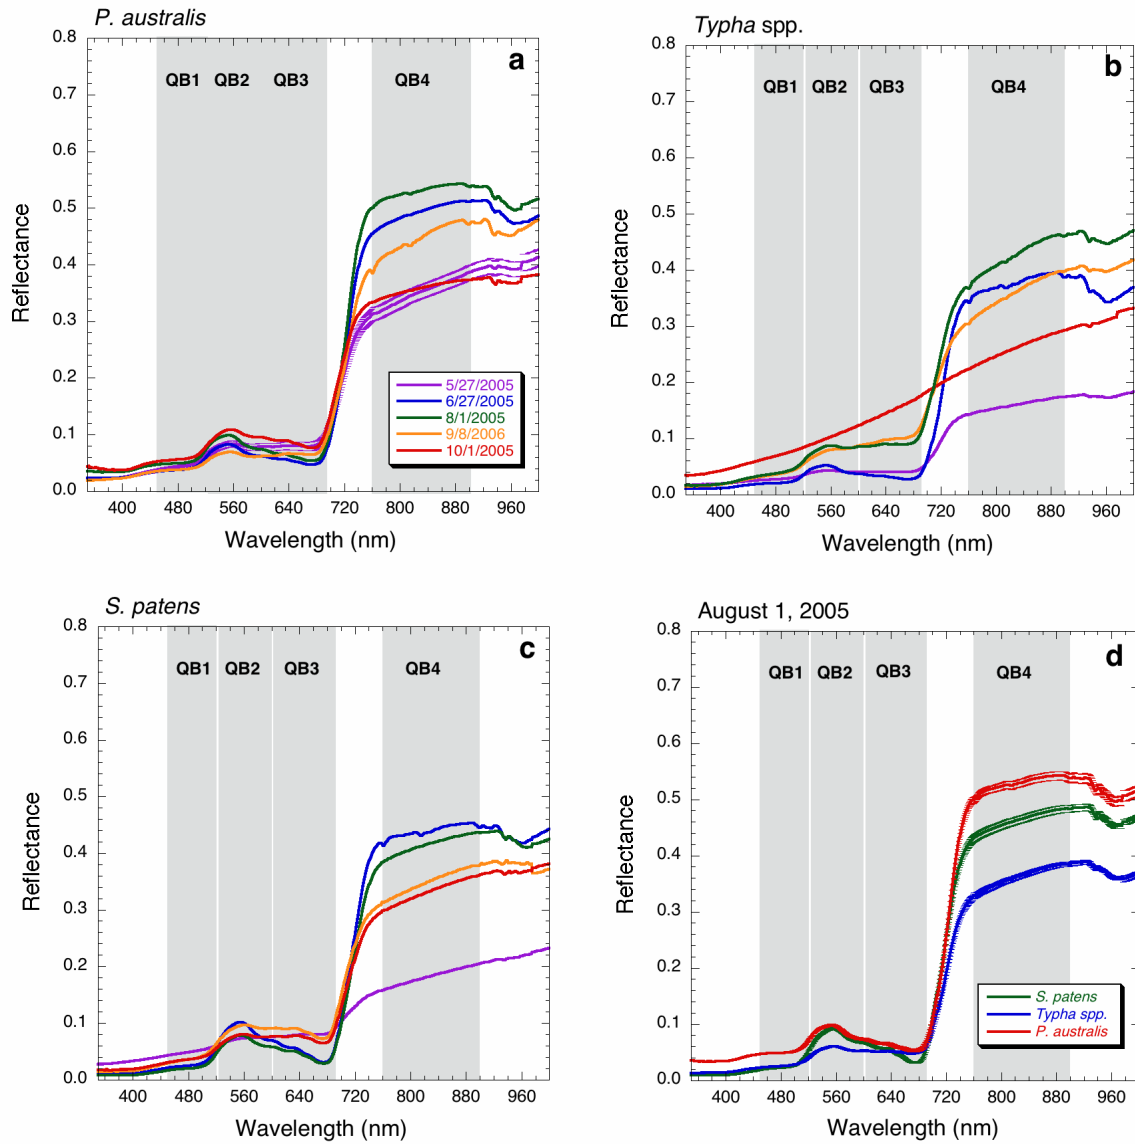 P. australis
a
QB1 QB2 QB3 QB4
0.8
0.7
0.6
0.5
0.4
0.3
0.2
0.1
0.0
Reflectance
5/27/2005
6/27/2005
8/1/2005
9/8/2006
10/1/2005
400 480 560 640 720 800 880 960
Wavelength (nm)
Typha spp.
b
QB1 QB2 QB3 QB4
0.8
0.7
0.6
0.5
0.4
0.3
0.2
0.1
0.0
Reflectance
400 480 560 640 720 800 880 960
Wavelength (nm)
S. patens
c
QB1 QB2 QB3 QB4
0.8
0.7
0.6
0.5
0.4
0.3
0.2
0.1
0.0
Reflectance
400 480 560 640 720 800 880 960
Wavelength (nm)
August 1, 2005
d
QB1 QB2 QB3 QB4
0.8
0.7
0.6
0.5
0.4
0.3
0.2
0.1
0.0
Reflectance
S. patens
Typha spp.
P. australis
400 480 560 640 720 800 880 960
Wavelength (nm)